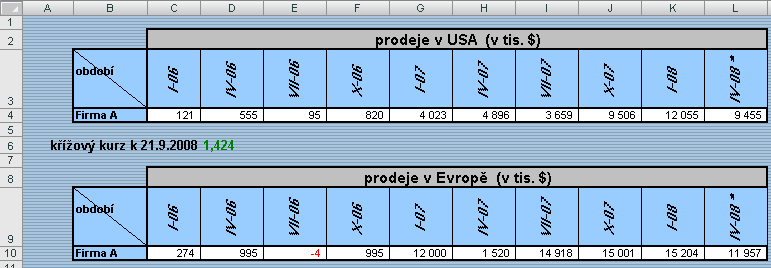 A B C D E F G H I J K L
1
2 prodeje v USA (v tis. $)
3 období I-06 IV-06 VII-06 X-06 I-07 IV-07 VII-07 X-07 I-08 IV-08 *
4 Firma A 121 555 95 820 4 023 4 896 3 659 9 506 12 055 9 455
5
6 křížový kurz k 21.9.2008 1,424
7
8 prodeje v Evropě (v tis. $)
9 období I-06 IV-06 VII-06 X-06 I-07 IV-07 VII-07 X-07 I-08 IV-08 *
10 Firma A 274 995 -4 995 12 000 1 520 14 918 15 001 15 204 11 957
11